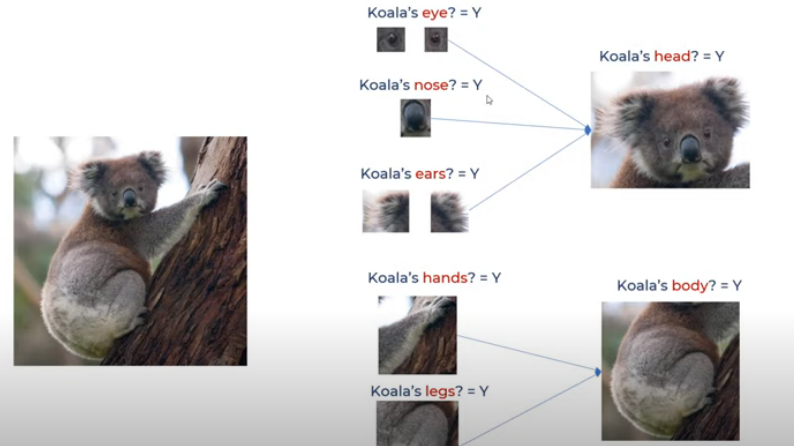 Koala's eye? = Y
Koala's nose? = Y
Koala's ears? = Y
Koala's head? = Y
Koala's hands? = Y
Koala's legs? = Y
Koala's body? = Y